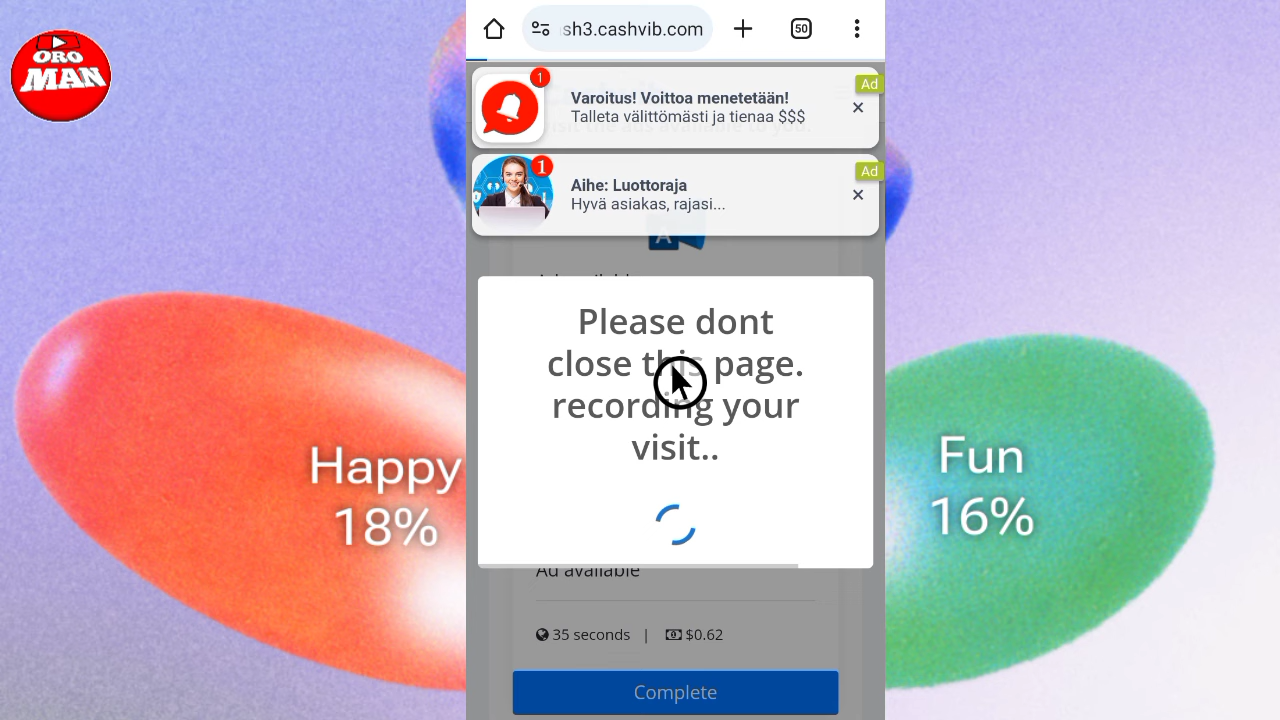 ORO
MAN
sh3.cashvib.com
50
1
Varoitus! Voittoa menetetään!
Talleta välittömästi ja tienaa $$$
Ad
1
Aihe: Luottoraja
Hyvä asiakas, rajasi...
Ad
A
Please dont
close this page.
recording your
visit..
Happy
18%
Fun
16%
Ad available
35 seconds | $0.62
Complete